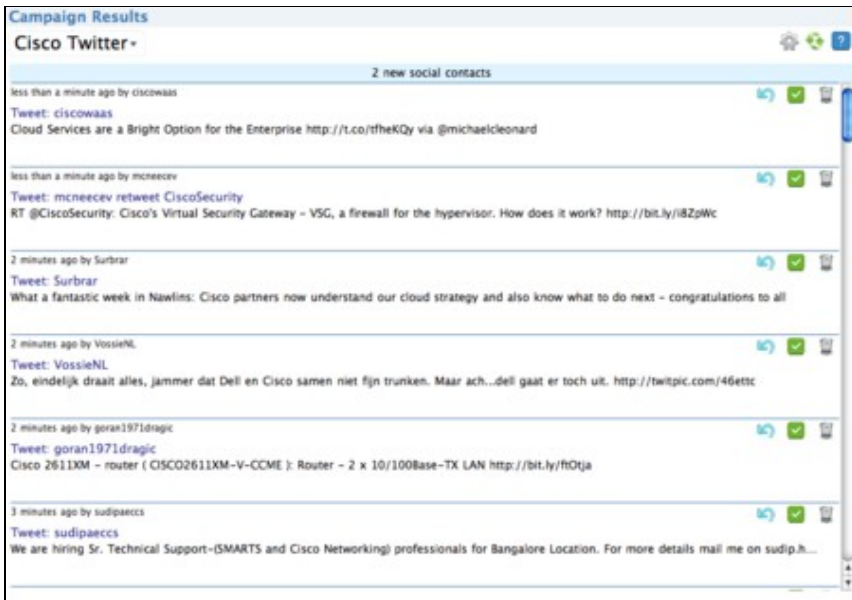 Campaign Results
Cisco Twitter
?
2 new social contacts
less than a minute ago by ciscowaas
Tweet: ciscowaas
Cloud Services are a Bright Option for the Enterprise http://t.co/tfheKQy via @michaelcleonard
less than a minute ago by mcneecev
Tweet: mcneecev retweet CiscoSecurity
RT @CiscoSecurity: Cisco's Virtual Security Gateway – VSG, a firewall for the hypervisor. How does it work? http://bit.ly/i8ZpWc
2 minutes ago by Surbrar
Tweet: Surbrar
What a fantastic week in Nawlins: Cisco partners now understand our cloud strategy and also know what to do next – congratulations to all
2 minutes ago by VossieNL
Tweet: VossieNL
Zo, eindelijk draait alles, jammer dat Dell en Cisco samen niet fijn trunken. Maar ach...dell gaat er toch uit. http://twitpic.com/46ettc
2 minutes ago by goran1971dragic
Tweet: goran1971dragic
Cisco 2611XM – router ( CISCO2611XM-V-CCME ): Router – 2 x 10/100Base-TX LAN http://bit.ly/ftOtja
3 minutes ago by sudipaeccs
Tweet: sudipaeccs
We are hiring Sr. Technical Support-(SMARTS and Cisco Networking) professionals for Bangalore Location. For more details mail me on sudip.h...